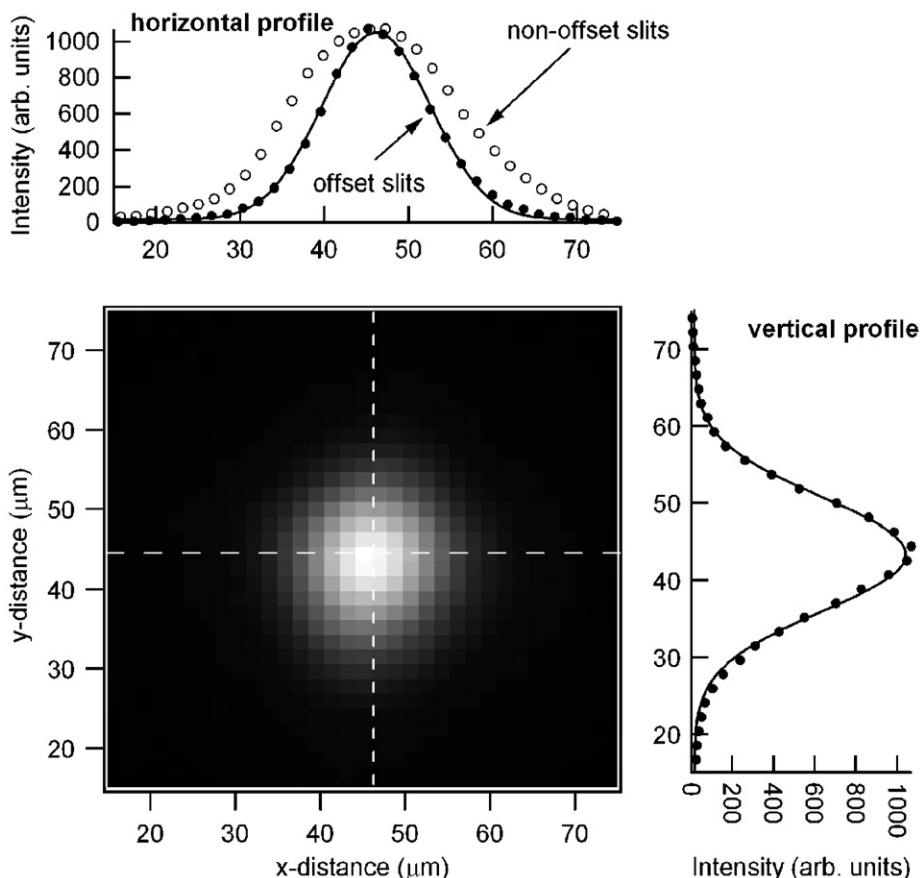 horizontal profile
non-offset slits
offset slits
Intensity (arb. units)
1000
800
600
400
200
0
20 30 40 50 60 70
vertical profile
y-distance (μm)
70
60
50
40
30
20
20 30 40 50 60 70
x-distance (μm)
70
60
50
40
30
20
0 200 400 600 800 1000
Intensity (arb. units)